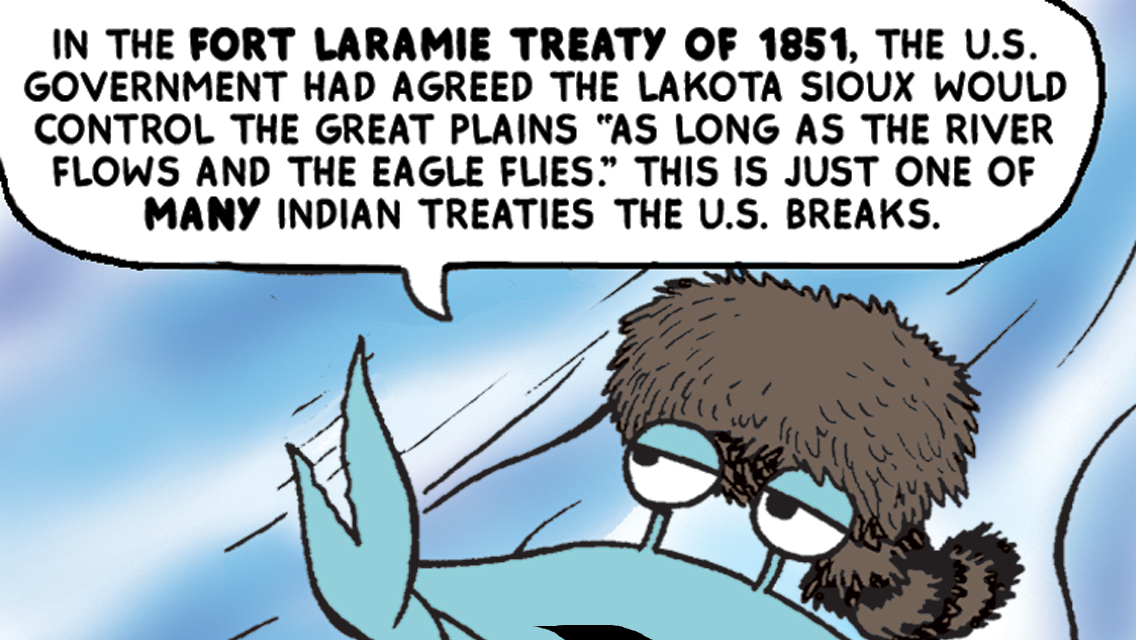 IN THE FORT LARAMIE TREATY OF 1851, THE U.S.
GOVERNMENT HAD AGREED THE LAKOTA SIOUX WOULD
CONTROL THE GREAT PLAINS “AS LONG AS THE RIVER
FLOWS AND THE EAGLE FLIES.” THIS IS JUST ONE OF
MANY INDIAN TREATIES THE U.S. BREAKS.